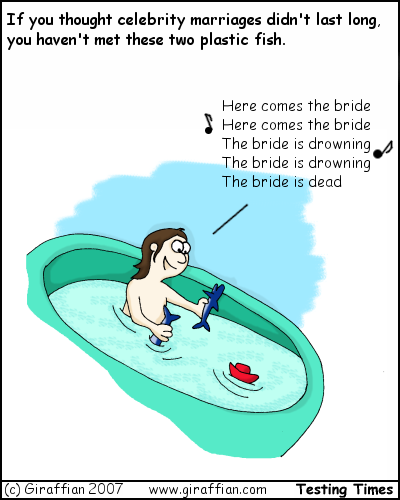 If you thought celebrity marriages didn't last long,
you haven't met these two plastic fish.
Here comes the bride
Here comes the bride
The bride is drowning
The bride is drowning
The bride is dead
(c) Giraffian 2007 www.giraffian.com Testing Times